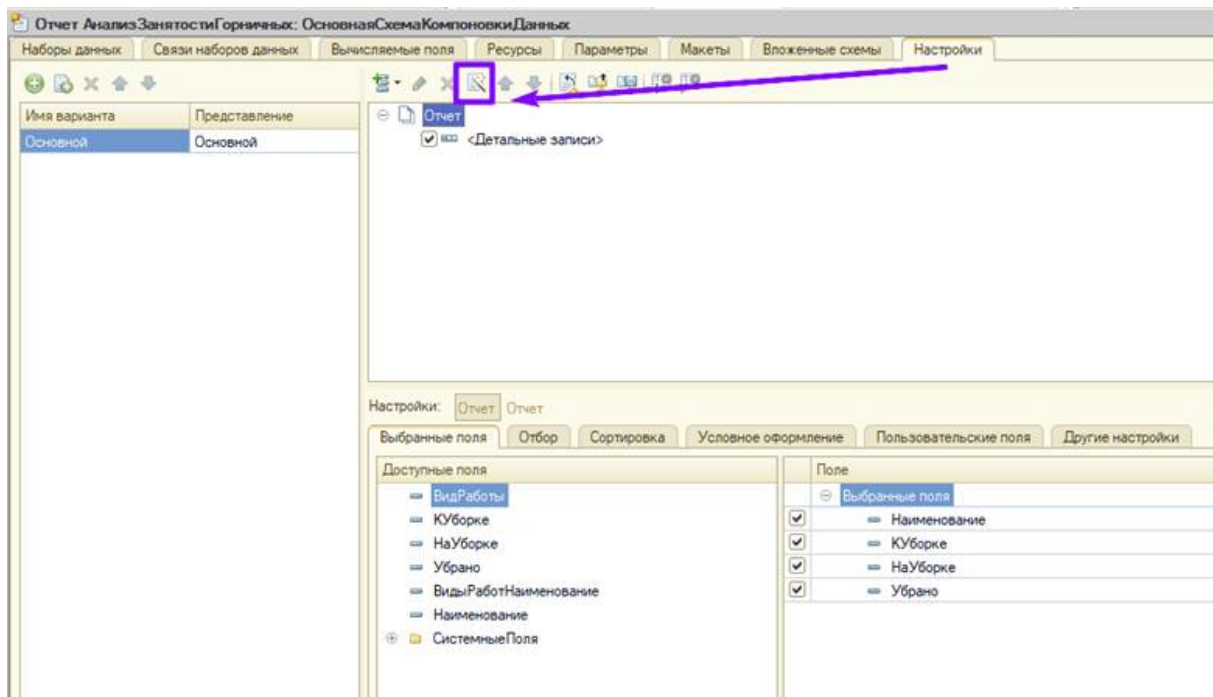 Отчет АнализЗанятостиГорничных: ОсновнаяСхемаКомпоновкиДанных
Наборы данных Связи наборов данных Вычисляемые поля Ресурсы Параметры Макеты Вложенные схемы Настройки
Имя варианта Представление
Основной Основной
Отчет
<Детальные записи>
Настройки: Отчет Отчет
Выбранные поля Отбор Сортировка Условное оформление Пользовательские поля Другие настройки
Доступные поля
ВидРаботы
КУборке
НаУборке
Убрано
ВидыРаботНаименование
Наименование
СистемныеПоля
Поле
Выбранные поля
Наименование
КУборке
НаУборке
Убрано